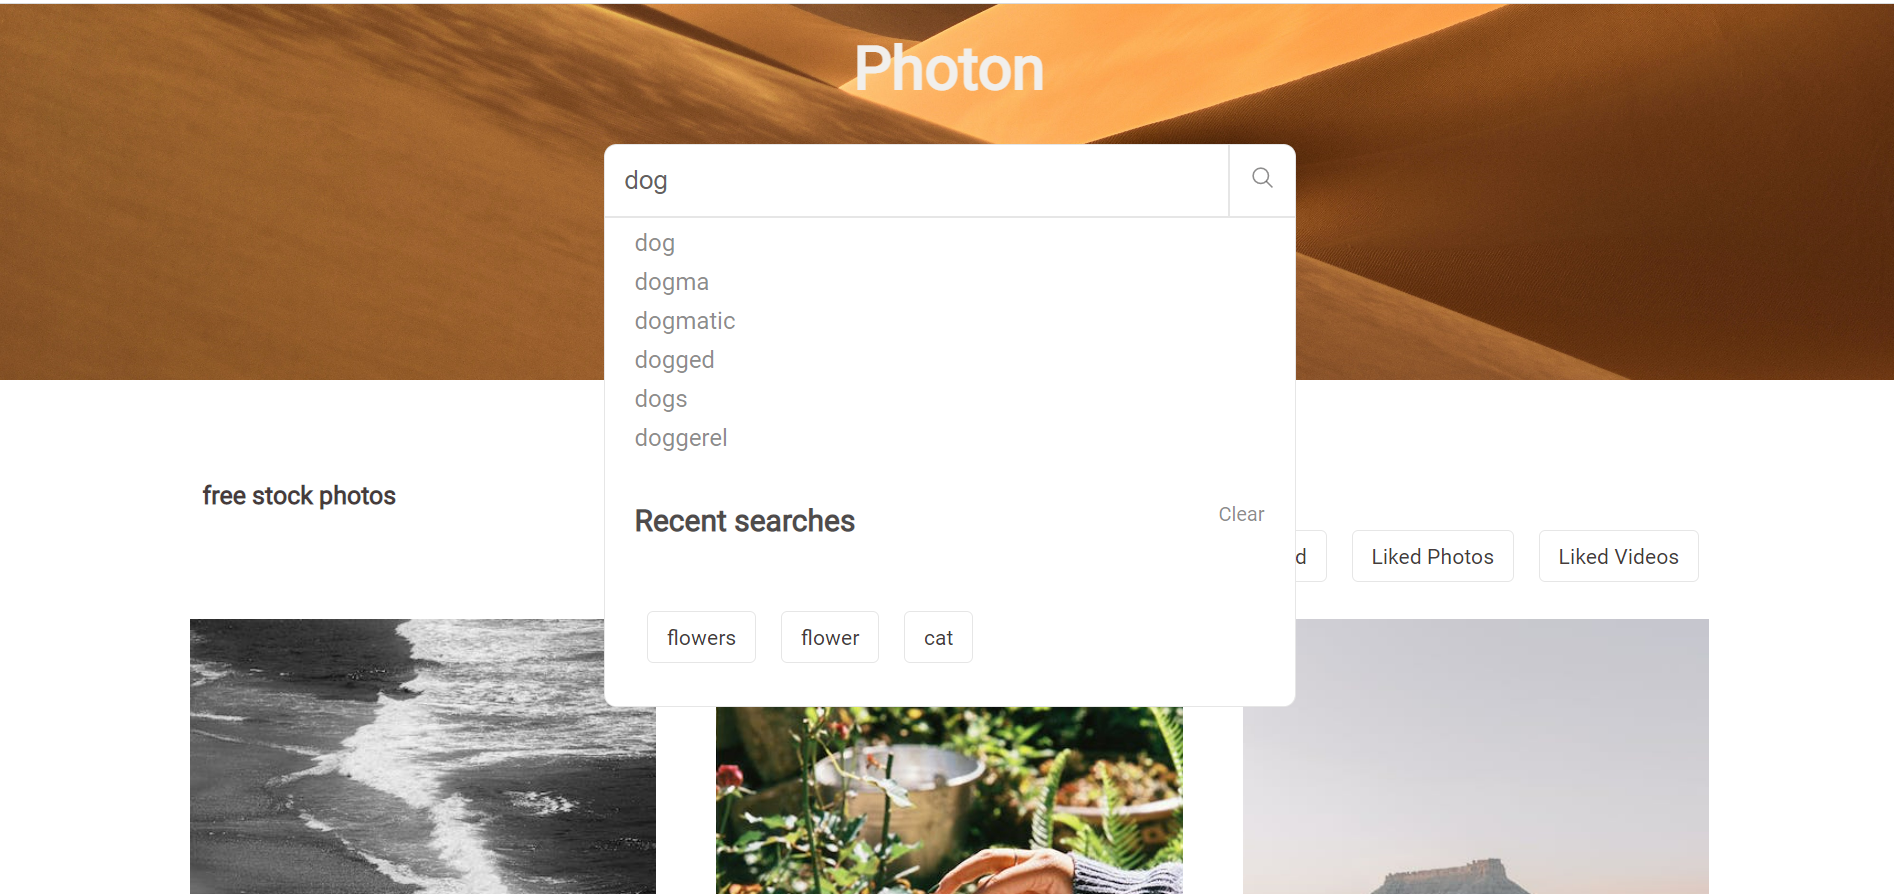 Photon
dog
dog
dogma
dogmatic
dogged
dogs
doggerel
free stock photos
Recent searches
Clear
Liked Photos
Liked Videos
flowers
flower
cat